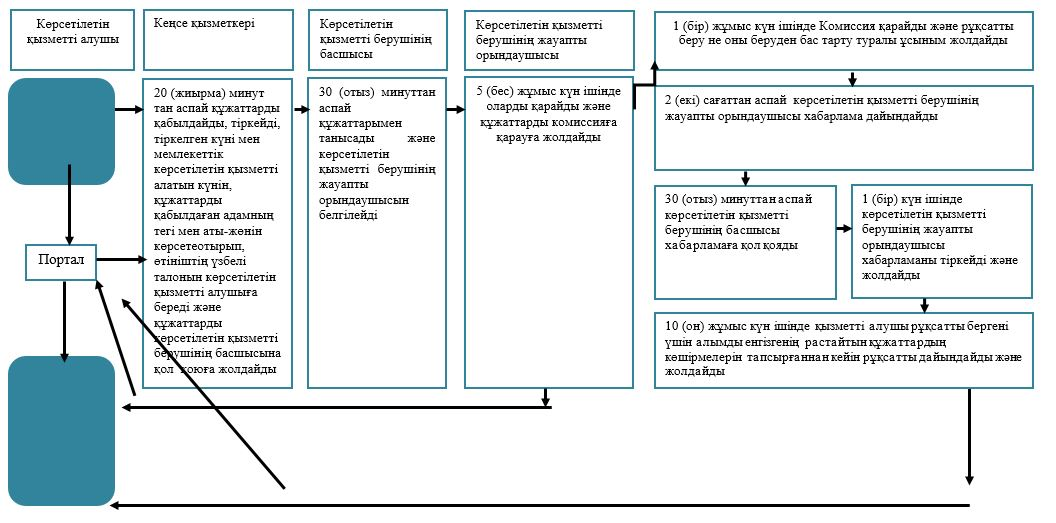 Көрсетілетін
қызметті алушы
Кеңсе қызметкері
Көрсетілетін
қызметті берушінің
басшысы
Көрсетілетін қызметті
берушінің жауапты
орындаушысы
1 (бір) жұмыс күн ішінде Комиссия қарайды және рұқсатты
беру не оны беруден бас тарту туралы ұсыным жолдайды
20 (жиырма) минут
тан аспай құжаттарды
қабылдайды, тіркейді,
тіркелген күні мен
мемлекеттік
көрсетілетін қызметті
алатын күнін,
құжаттарды
қабылдаған адамның
тегі мен аты-жөнін
көрсетеотырып,
өтініштің үзбелі
талонын көрсетілетін
қызметті алушыға
береді және
құжаттарды
көрсетілетін қызметті
берушінің басшысына
қол қоюға жолдайды
30 (отыз) минуттан
аспай
құжаттарымен
танысады және
көрсетілетін
қызметті берушінің
жауапты
орындаушысын
белгілейді
5 (бес) жұмыс күн ішінде
оларды қарайды және
құжаттарды комиссияға
қарауға жолдайды
2 (екі) сағаттан аспай көрсетілетін қызметті берушінің
жауапты орындаушысы хабарлама дайындайды
30 (отыз) минуттан аспай
көрсетілетін қызметті
берушінің басшысы
хабарламаға қол қояды
1 (бір) күн ішінде
көрсетілетін қызметті
берушінің жауапты
орындаушысы
хабарламаны тіркейді және
жолдайды
Портал
10 (он) жұмыс күн ішінде қызметті алушы рұқсатты бергені
үшін алымды енгізгенің растайтын құжаттардың
көшірмелерін тапсырғаннан кейін рұқсатты дайындайды және
жолдайды